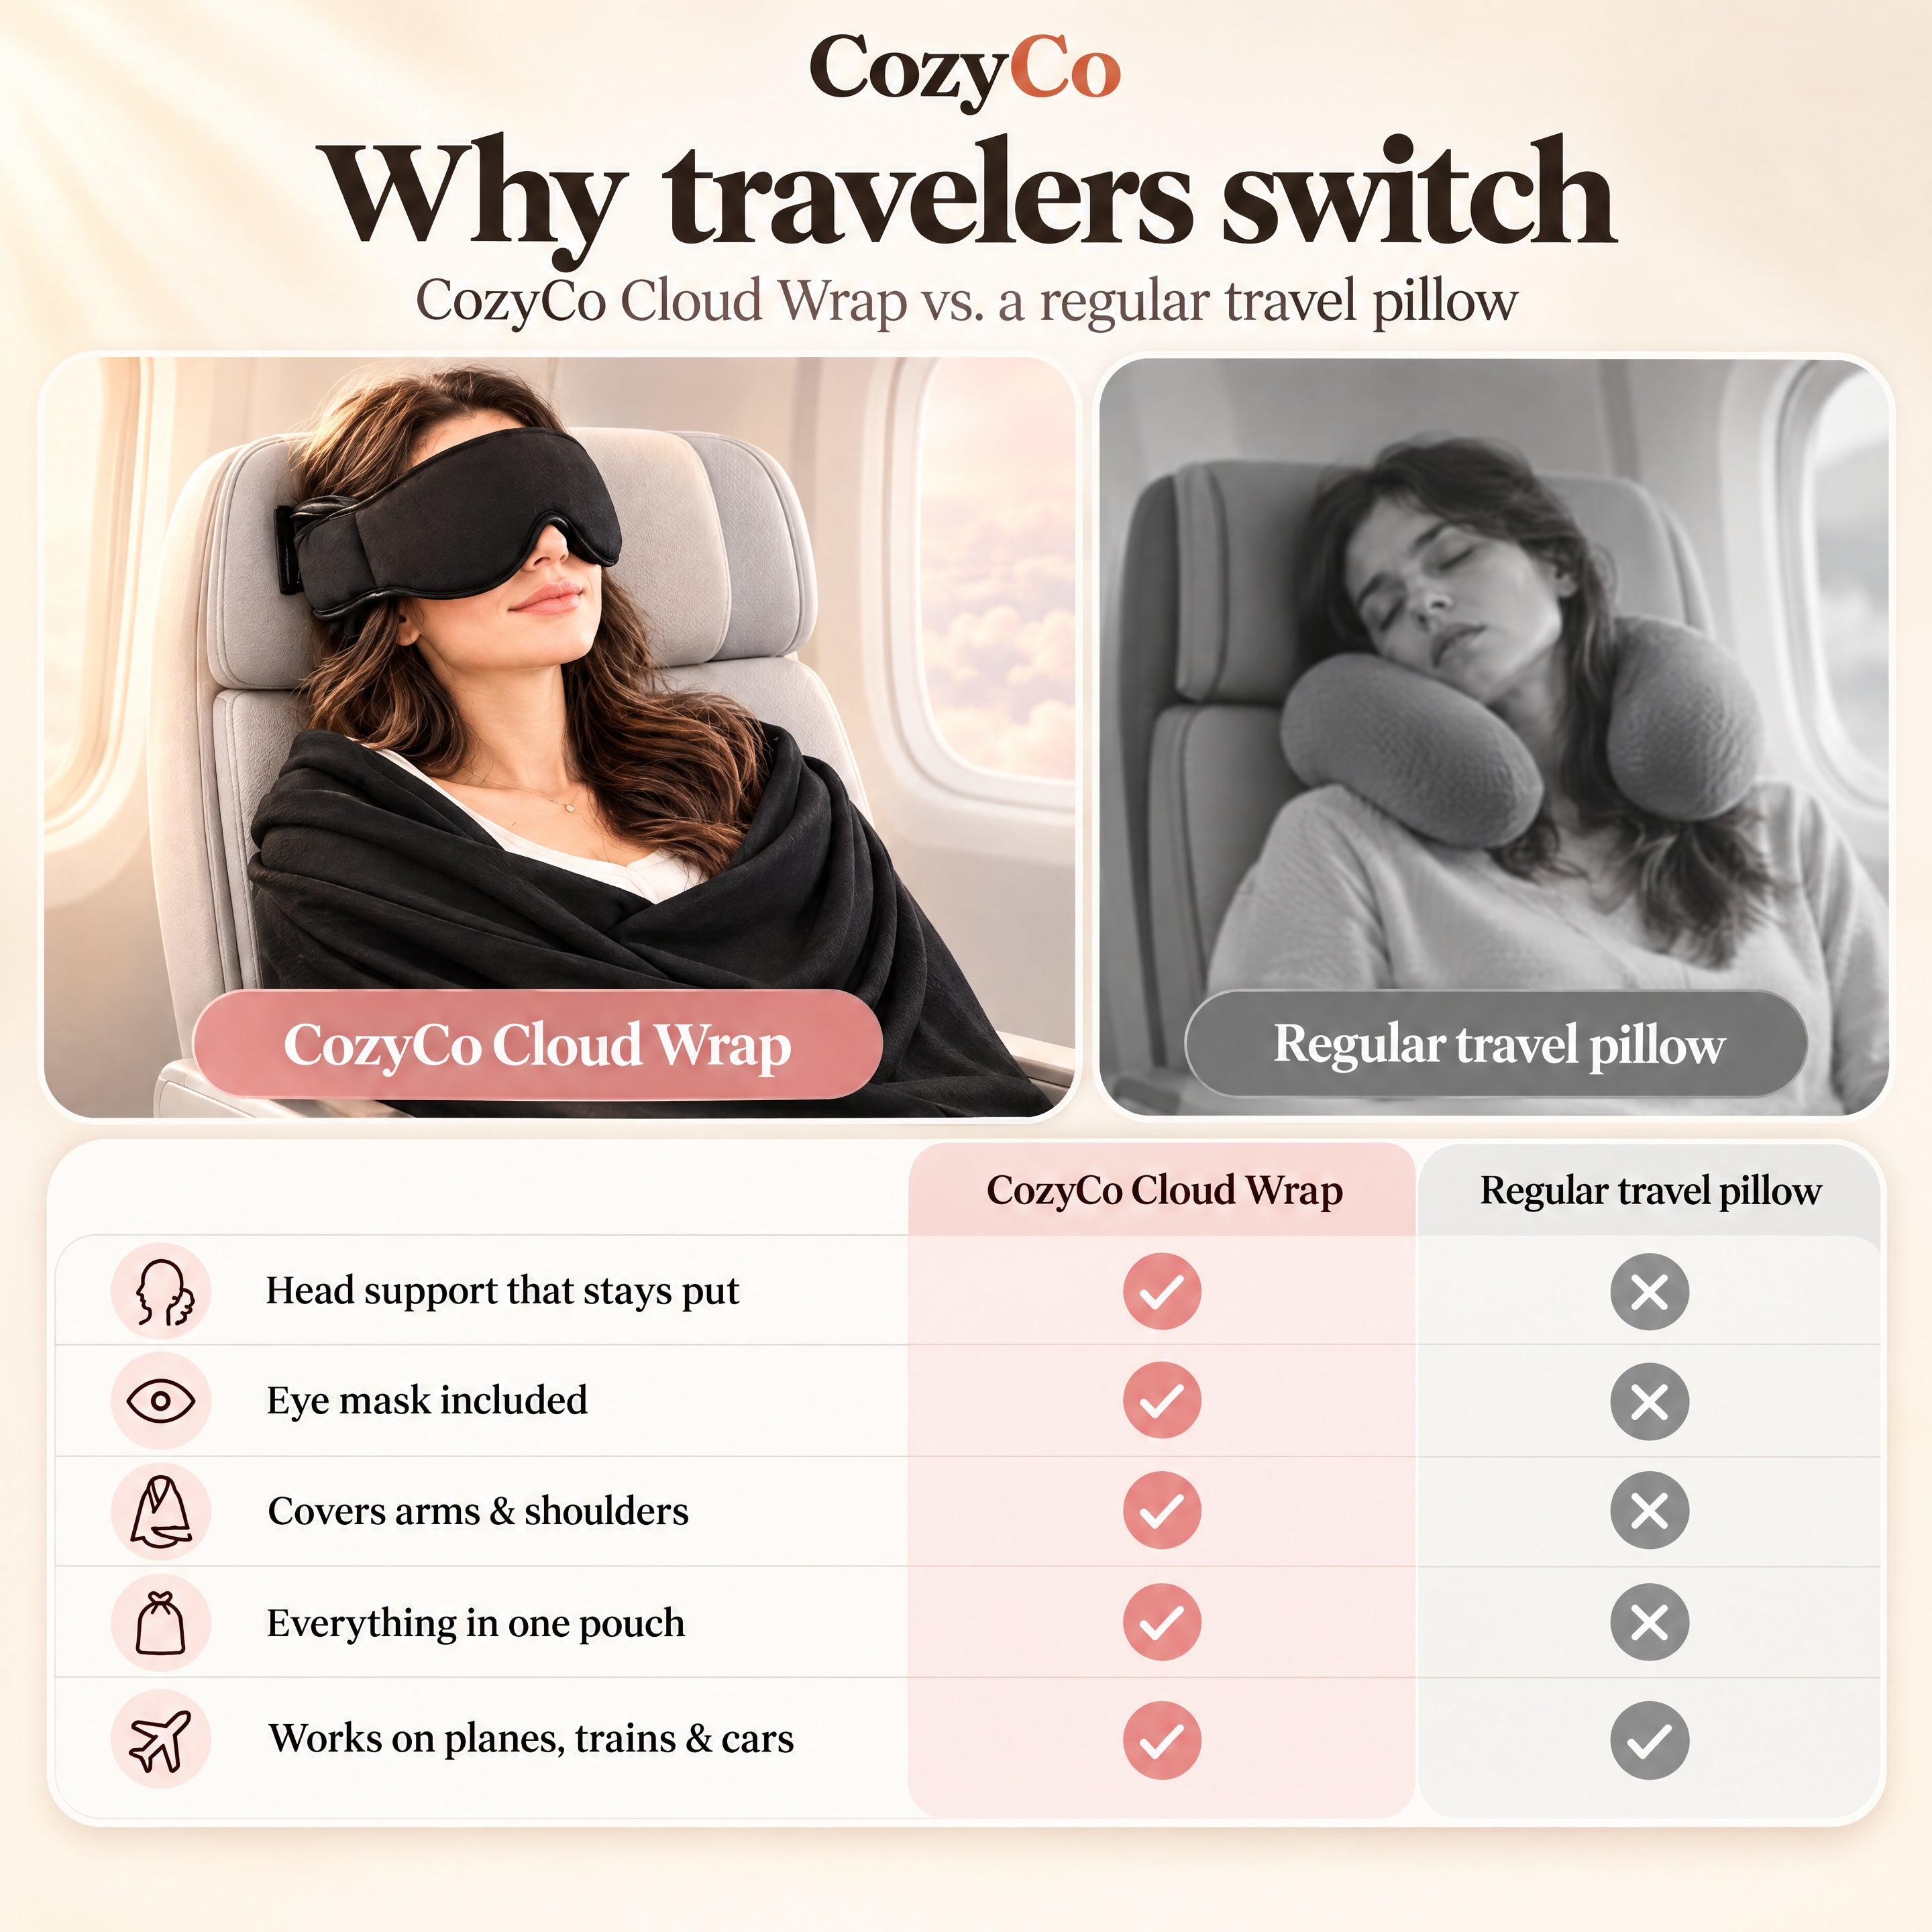 CozyCo
Why travelers switch
CozyCo Cloud Wrap vs. a regular travel pillow
CozyCo Cloud Wrap
Regular travel pillow
CozyCo Cloud Wrap
Regular travel pillow
Head support that stays put
Eye mask included
Covers arms & shoulders
Everything in one pouch
Works on planes, trains & cars